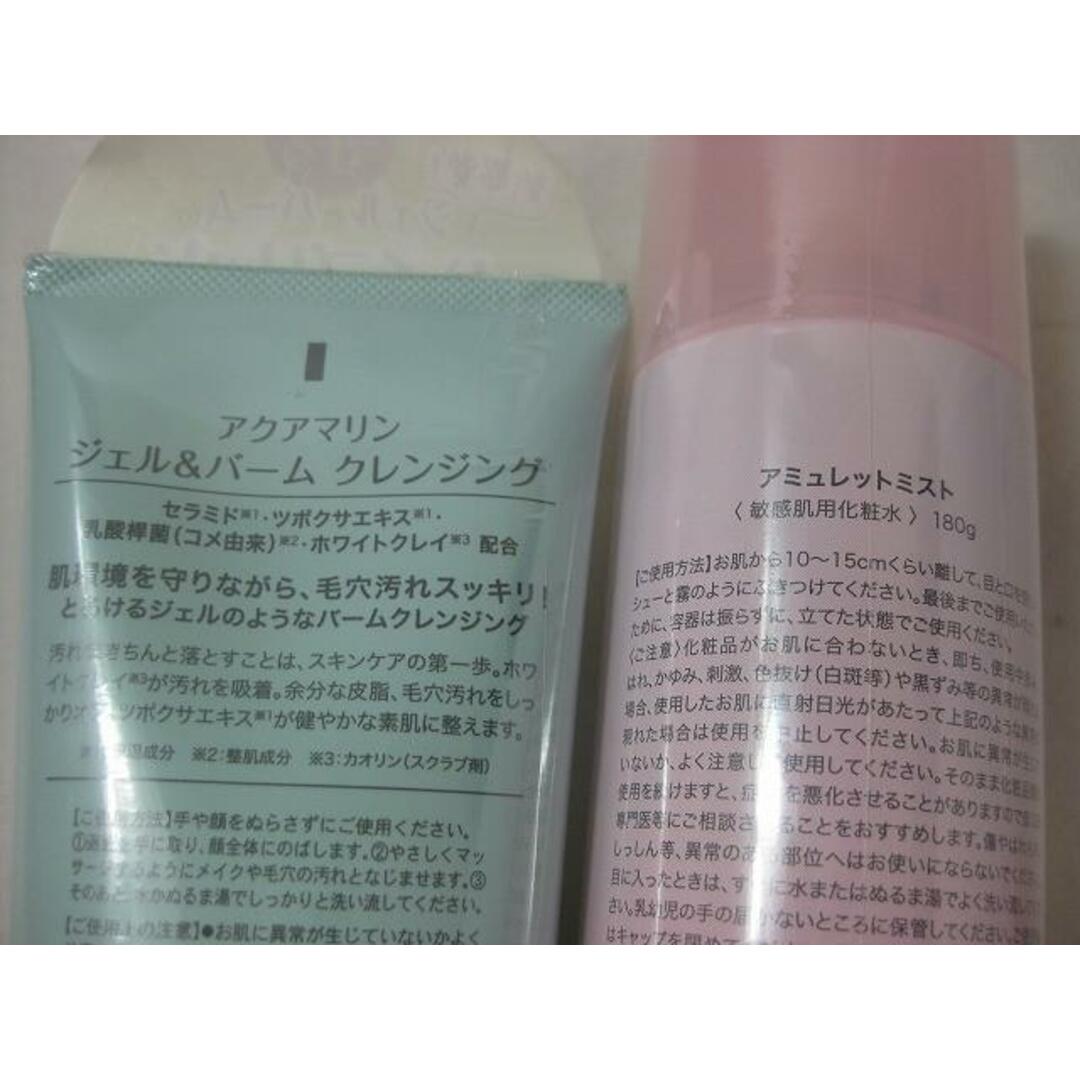 ジェル&バーム
アクアマリン
ジェル&バーム クレンジング
セラミド※1・ツボクサエキス※1・
乳酸桿菌(コメ由来)※2・ホワイトクレイ※3 配合
肌環境を守りながら、毛穴汚れスッキリ!
とろけるジェルのようなバームクレンジング
汚れをきちんと落とすことは、スキンケアの第一歩。ホワ
イトクレイ※3が汚れを吸着。余分な皮脂、毛穴汚れをしっ
かりオフ。ツボクサエキス※1が健やかな素肌に整えます。
※1:保湿成分 ※2:整肌成分 ※3:カオリン(スクラブ剤)
【ご使用方法】手や顔をぬらさずにご使用ください。
①適量を手に取り、顔全体にのばします。②やさしくマッ
サージするようにメイクや毛穴の汚れとなじませます。③
そのあと、水かぬるま湯でしっかりと洗い流してください。
【ご使用上の注意】●お肌に異常が生じていないかよく
アミュレットミスト
〈 敏感肌用化粧水 〉 180g
【ご使用方法】お肌から10〜15cmくらい離して、目と口を
シューと霧のようにふきつけてください。最後までご使用
ために、容器は振らずに、立てた状態でご使用ください。
〈ご注意〉化粧品がお肌に合わないとき、即ち、使用中
はれ、かゆみ、刺激、色抜け(白斑等)や黒ずみ等の異常が
場合、使用したお肌に直射日光があたって上記のような異常が
現れた場合は使用を中止してください。お肌に異常が生
いないか、よく注意して使用してください。そのまま化粧品
使用を続けますと、症状を悪化させることがありますので
専門医等にご相談されることをおすすめします。傷やはれもの、
しっしん等、異常のある部位へはお使いにならないで
目に入ったときは、すぐに水またはぬるま湯でよく洗い流して
さい。乳幼児の手の届かないところに保管してください。
はキャップを閉めて